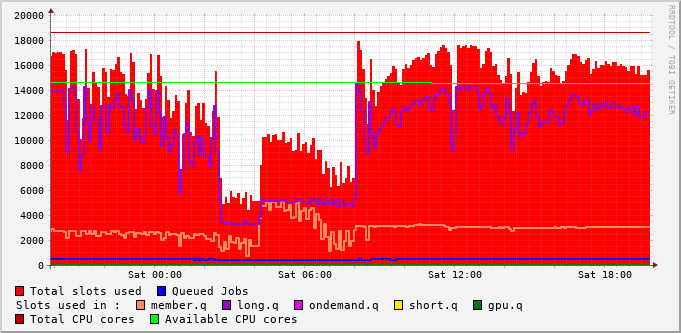 20000
18000
16000
14000
12000
10000
8000
6000
4000
2000
0
Sat 00:00 Sat 06:00 Sat 12:00 Sat 18:00
RRDTOOL / TOBI OETIKER
Total slots used Queued Jobs
Slots used in : member.q long.q ondemand.q short.q gpu.q
Total CPU cores Available CPU cores